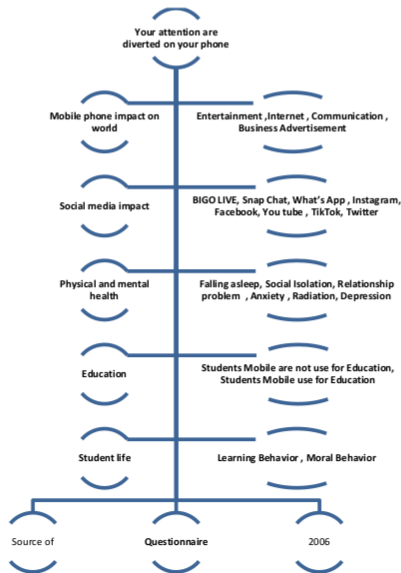 Your attention are
diverted on your phone
Mobile phone impact on
world
Entertainment ,Internet , Communication ,
Business Advertisement
Social media impact
BIGO LIVE, Snap Chat, What's App , Instagram,
Facebook, You tube , TikTok, Twitter
Physical and mental
health
Falling asleep, Social Isolation, Relationship
problem , Anxiety , Radiation, Depression
Education
Students Mobile are not use for Education,
Students Mobile use for Education
Student life
Learning Behavior , Moral Behavior
Source of
Questionnaire
2006